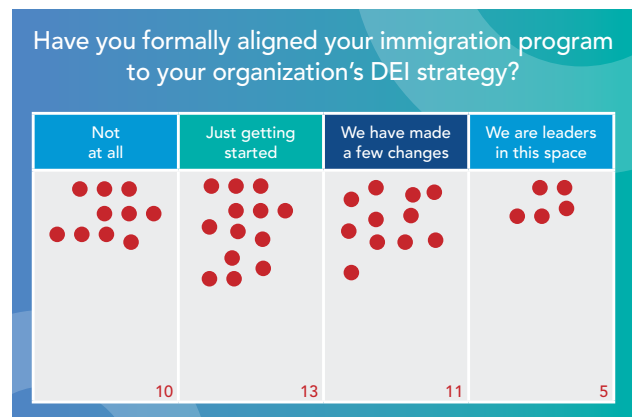 Have you formally aligned your immigration program
to your organization's DEI strategy?
Not
at all
Just getting
started
We have made
a few changes
We are leaders
in this space
10
13
11
5